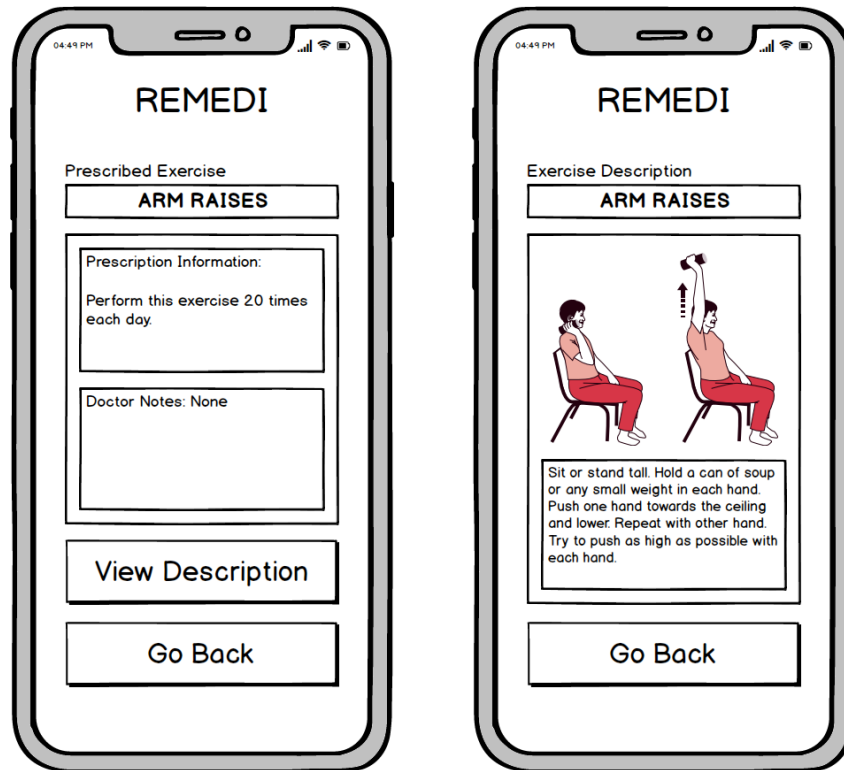 04:49 PM
REMEDI
Prescribed Exercise
ARM RAISES
Prescription Information:
Perform this exercise 20 times
each day.
Doctor Notes: None
View Description
Go Back
04:49 PM
REMEDI
Exercise Description
ARM RAISES
Sit or stand tall. Hold a can of soup
or any small weight in each hand.
Push one hand towards the ceiling
and lower. Repeat with other hand.
Try to push as high as possible with
each hand.
Go Back